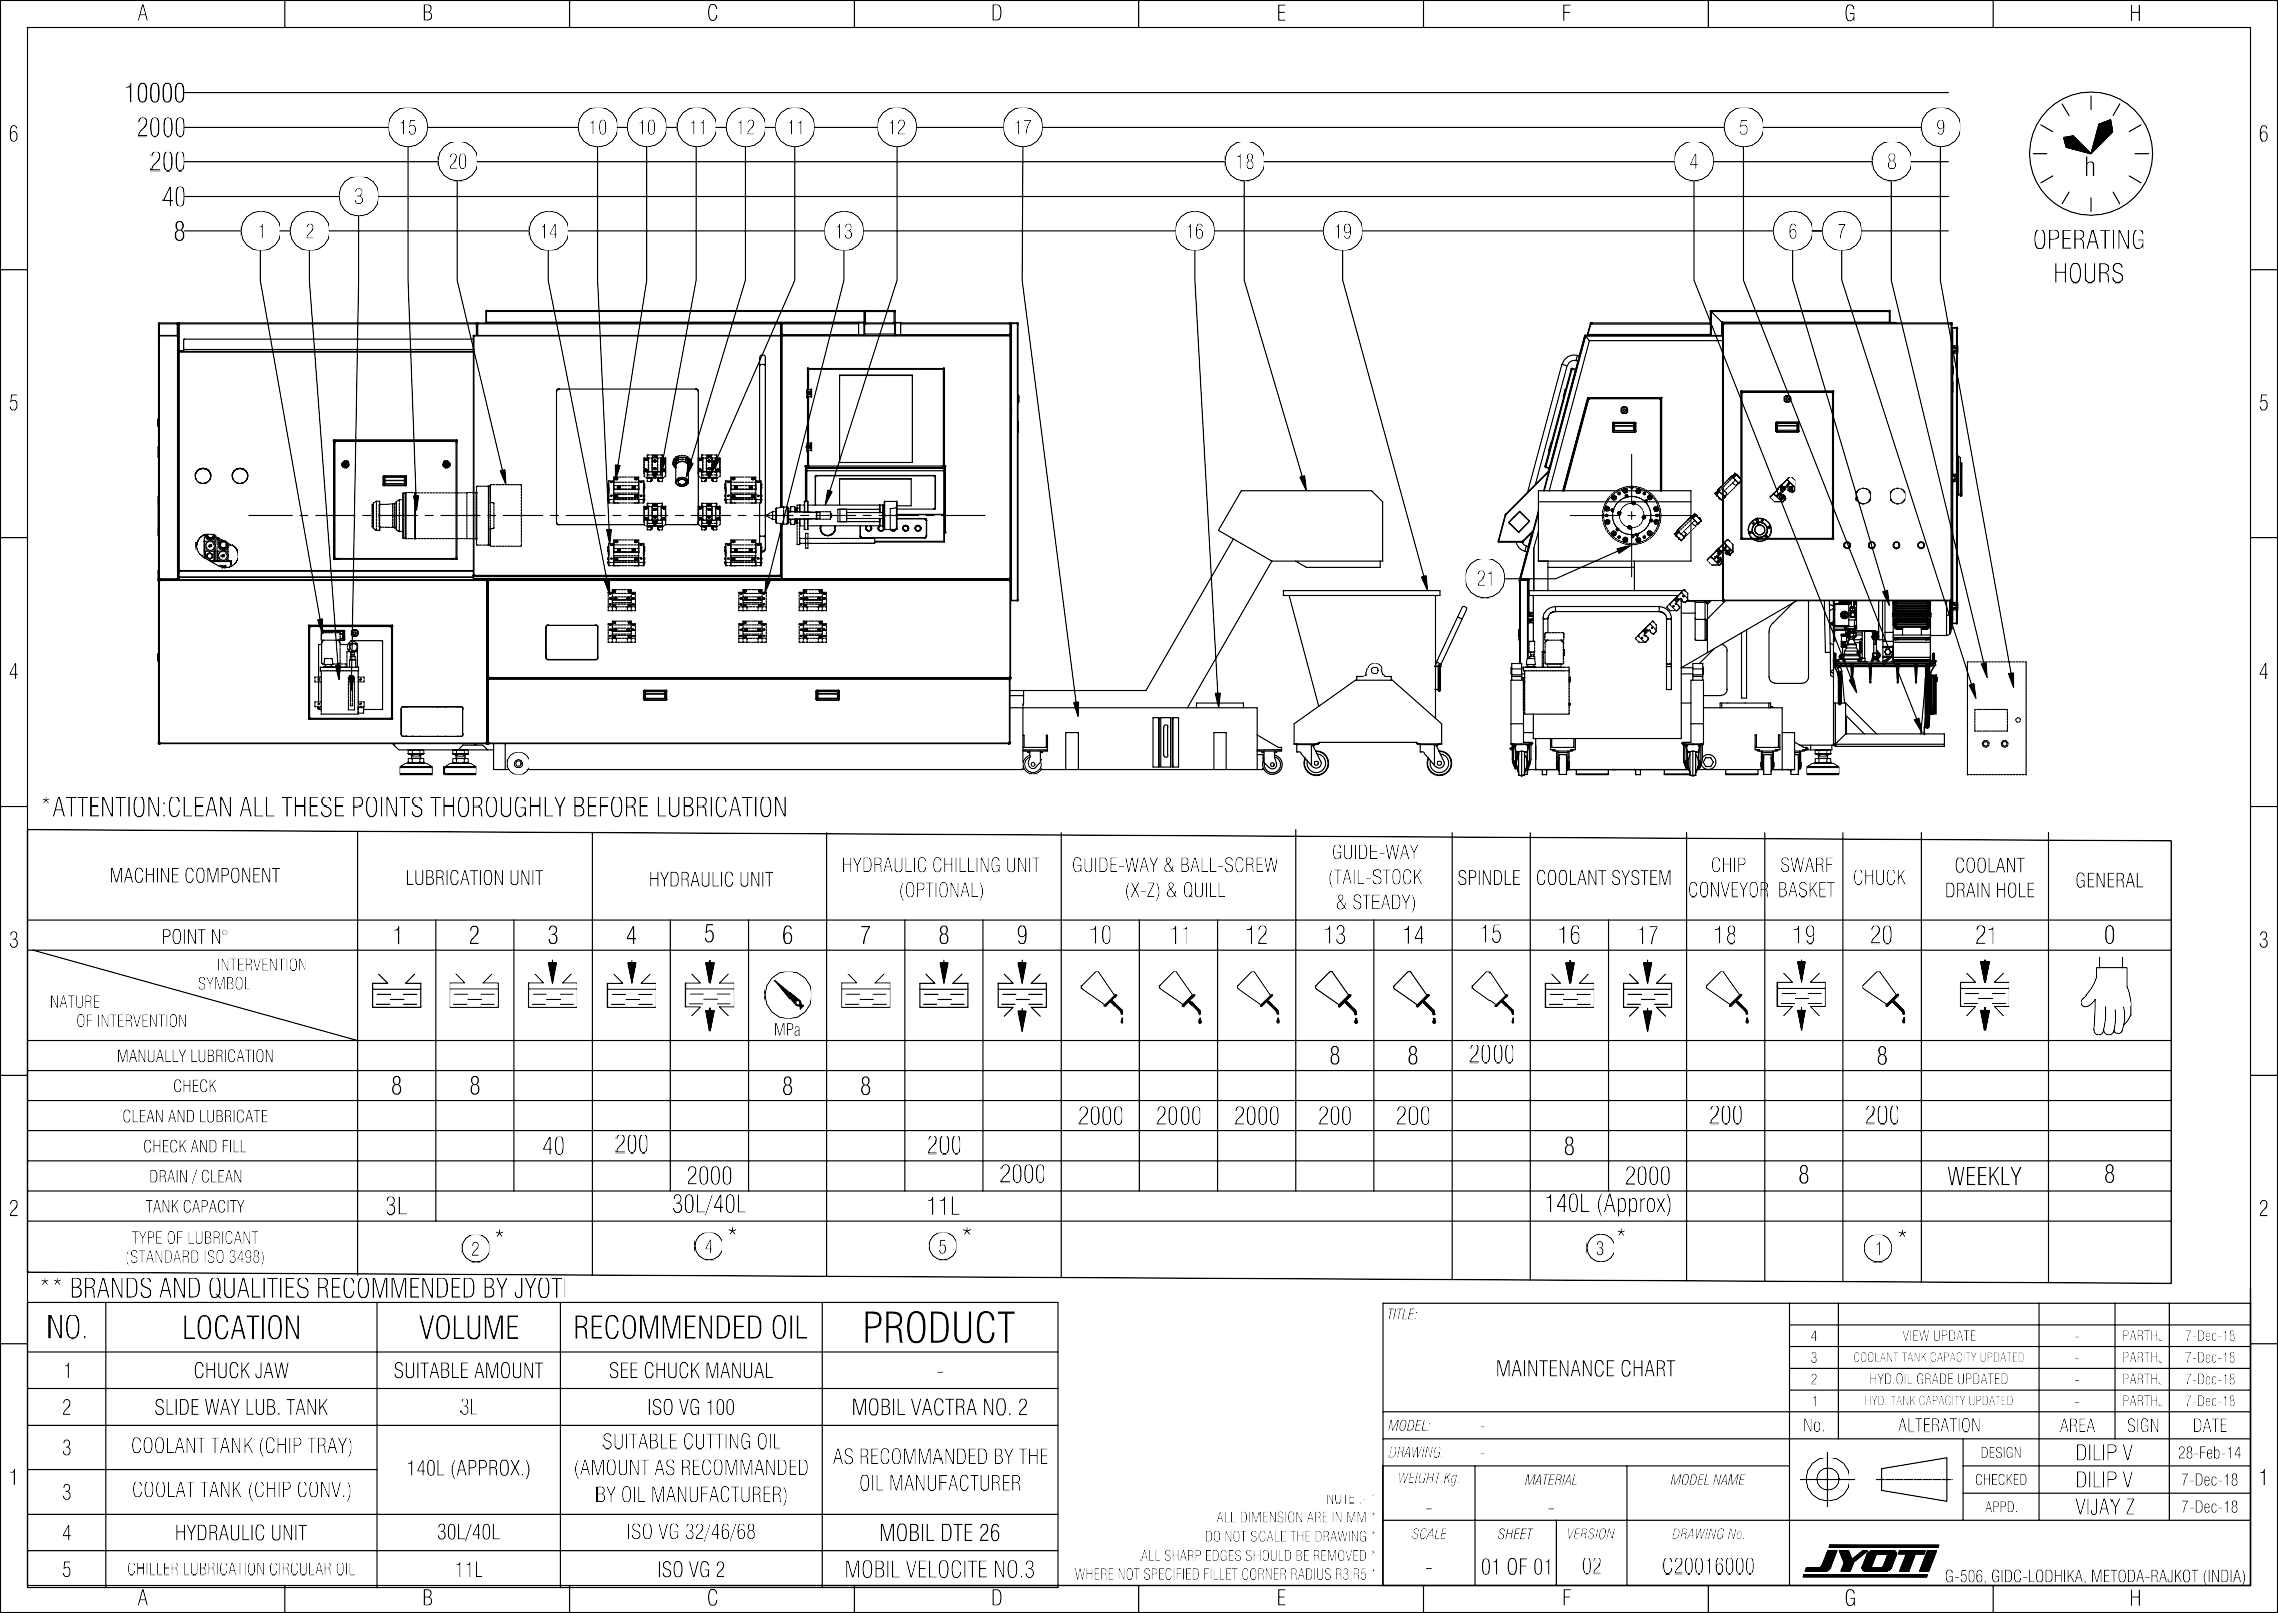 A B C D E F G H
10000
2000 15 10 10 11 12 11 12 17 5 9
200 20 18 4 8
40 3
8 1 2 14 13 16 19 6 7
h
OPERATING
HOURS
21
6 6
5 5
4 4
3 3
2 2
1 1
*ATTENTION:CLEAN ALL THESE POINTS THOROUGHLY BEFORE LUBRICATION
MACHINE COMPONENT
LUBRICATION UNIT
HYDRAULIC UNIT
HYDRAULIC CHILLING UNIT
(OPTIONAL)
GUIDE-WAY & BALL-SCREW
(X-Z) & QUILL
GUIDE-WAY
(TAIL-STOCK
& STEADY)
SPINDLE
COOLANT SYSTEM
CHIP
CONVEYOR
SWARF
BASKET
CHUCK
COOLANT
DRAIN HOLE
GENERAL
POINT N° 1 2 3 4 5 6 7 8 9 10 11 12 13 14 15 16 17 18 19 20 21 0
INTERVENTION
SYMBOL
NATURE
OF INTERVENTION
MPa
MANUALLY LUBRICATION 8 8 2000 8
CHECK 8 8 8 8
CLEAN AND LUBRICATE 2000 2000 2000 200 200 200 200
CHECK AND FILL 40 200 200 8
DRAIN / CLEAN 2000 2000 2000 8 WEEKLY 8
TANK CAPACITY 3L 30L/40L 11L 140L (Approx)
TYPE OF LUBRICANT
(STANDARD ISO 3498)
2 * 4 * 5 * 3 * 1 *
** BRANDS AND QUALITIES RECOMMENDED BY JYOTI
NO. LOCATION VOLUME RECOMMENDED OIL PRODUCT
1 CHUCK JAW SUITABLE AMOUNT SEE CHUCK MANUAL -
2 SLIDE WAY LUB. TANK 3L ISO VG 100 MOBIL VACTRA NO. 2
3 COOLANT TANK (CHIP TRAY)
3 COOLAT TANK (CHIP CONV.)
140L (APPROX.)
SUITABLE CUTTING OIL
(AMOUNT AS RECOMMANDED
BY OIL MANUFACTURER)
AS RECOMMANDED BY THE
OIL MANUFACTURER
4 HYDRAULIC UNIT 30L/40L ISO VG 32/46/68 MOBIL DTE 26
5 CHILLER LUBRICATION CIRCULAR OIL 11L ISO VG 2 MOBIL VELOCITE NO.3
NOTE :- *
ALL DIMENSION ARE IN MM *
DO NOT SCALE THE DRAWING *
ALL SHARP EDGES SHOULD BE REMOVED *
WHERE NOT SPECIFIED FILLET CORNER RADIUS R3:R5 *
TITLE:
MAINTENANCE CHART
MODEL: -
DRAWING: -
WEIGHT Kg. MATERIAL MODEL NAME
- -
SCALE SHEET VERSION DRAWING No.
- 01 OF 01 02 C20016000
4 VIEW UPDATE - PARTH. 7-Dec-18
3 COOLANT TANK CAPACITY UPDATED - PARTH. 7-Dec-18
2 HYD.OIL GRADE UPDATED - PARTH. 7-Dec-18
1 HYD. TANK CAPACITY UPDATED - PARTH. 7-Dec-18
No. ALTERATION AREA SIGN DATE
DESIGN DILIP V 28-Feb-14
CHECKED DILIP V 7-Dec-18
APPD. VIJAY Z 7-Dec-18
JYOTI
G-506, GIDC-LODHIKA, METODA-RAJKOT (INDIA)
A B C D E F G H